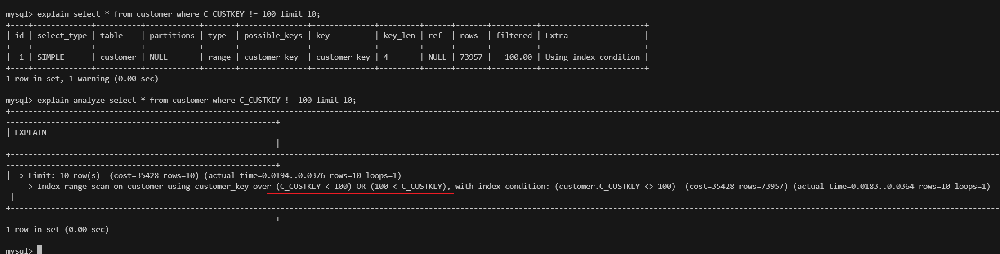 mysql> explain select * from customer where C_CUSTKEY != 100 limit 10;
+----+-------------+----------+------------+-------+---------------+--------------+---------+------+-------+----------+-----------------------+
| id | select_type | table    | partitions | type  | possible_keys | key          | key_len | ref  | rows  | filtered | Extra                 |
+----+-------------+----------+------------+-------+---------------+--------------+---------+------+-------+----------+-----------------------+
|  1 | SIMPLE      | customer | NULL       | range | customer_key  | customer_key | 4       | NULL | 73957 |   100.00 | Using index condition |
+----+-------------+----------+------------+-------+---------------+--------------+---------+------+-------+----------+-----------------------+
1 row in set, 1 warning (0.00 sec)
mysql> explain analyze select * from customer where C_CUSTKEY != 100 limit 10;
+----------------------------------------------------------------------------------------------------------------------------------------------------------------------------------------------------------------------------
------------------------------------------------------------+
| EXPLAIN
|
+----------------------------------------------------------------------------------------------------------------------------------------------------------------------------------------------------------------------------
------------------------------------------------------------+
| -> Limit: 10 row(s)  (cost=35428 rows=10) (actual time=0.0194..0.0376 rows=10 loops=1)
    -> Index range scan on customer using customer_key over (C_CUSTKEY < 100) OR (100 < C_CUSTKEY), with index condition: (customer.C_CUSTKEY <> 100)  (cost=35428 rows=73957) (actual time=0.0183..0.0364 rows=10 loops=1)
|
+----------------------------------------------------------------------------------------------------------------------------------------------------------------------------------------------------------------------------
------------------------------------------------------------+
1 row in set (0.00 sec)
mysql>